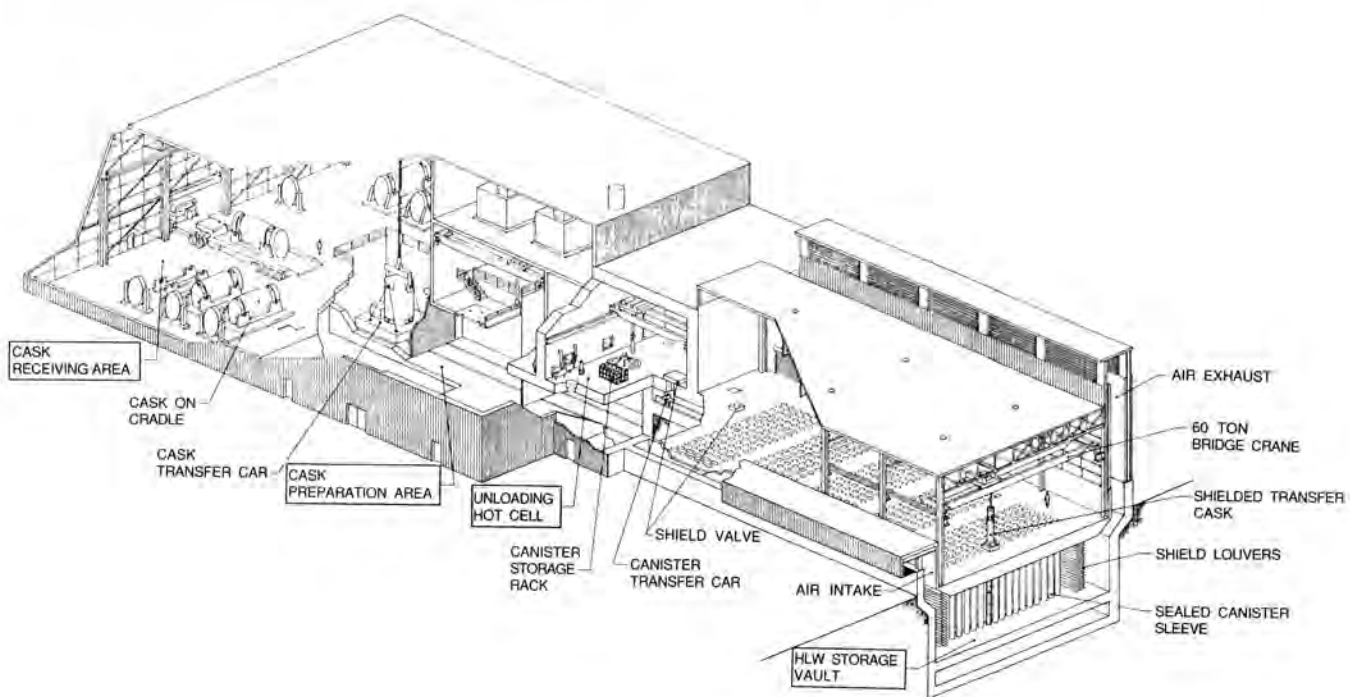 CASK
RECEIVING AREA
CASK ON
CRADLE
CASK
TRANSFER CAR
CASK
PREPARATION AREA
UNLOADING
HOT CELL
CANISTER
STORAGE
RACK
CANISTER
TRANSFER CAR
SHIELD VALVE
AIR EXHAUST
60 TON
BRIDGE CRANE
SHIELDED TRANSFER
CASK
SHIELD LOUVERS
AIR INTAKE
SEALED CANISTER
SLEEVE
HLW STORAGE
VAULT